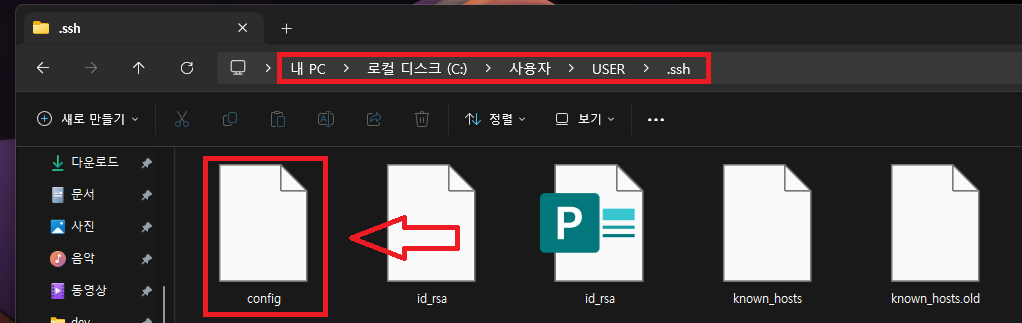 .ssh
내 PC > 로컬 디스크 (C:) > 사용자 > USER > .ssh
새로 만들기 정렬 보기
다운로드
문서
사진
음악
동영상
dev
P
config id_rsa id_rsa known_hosts known_hosts.old